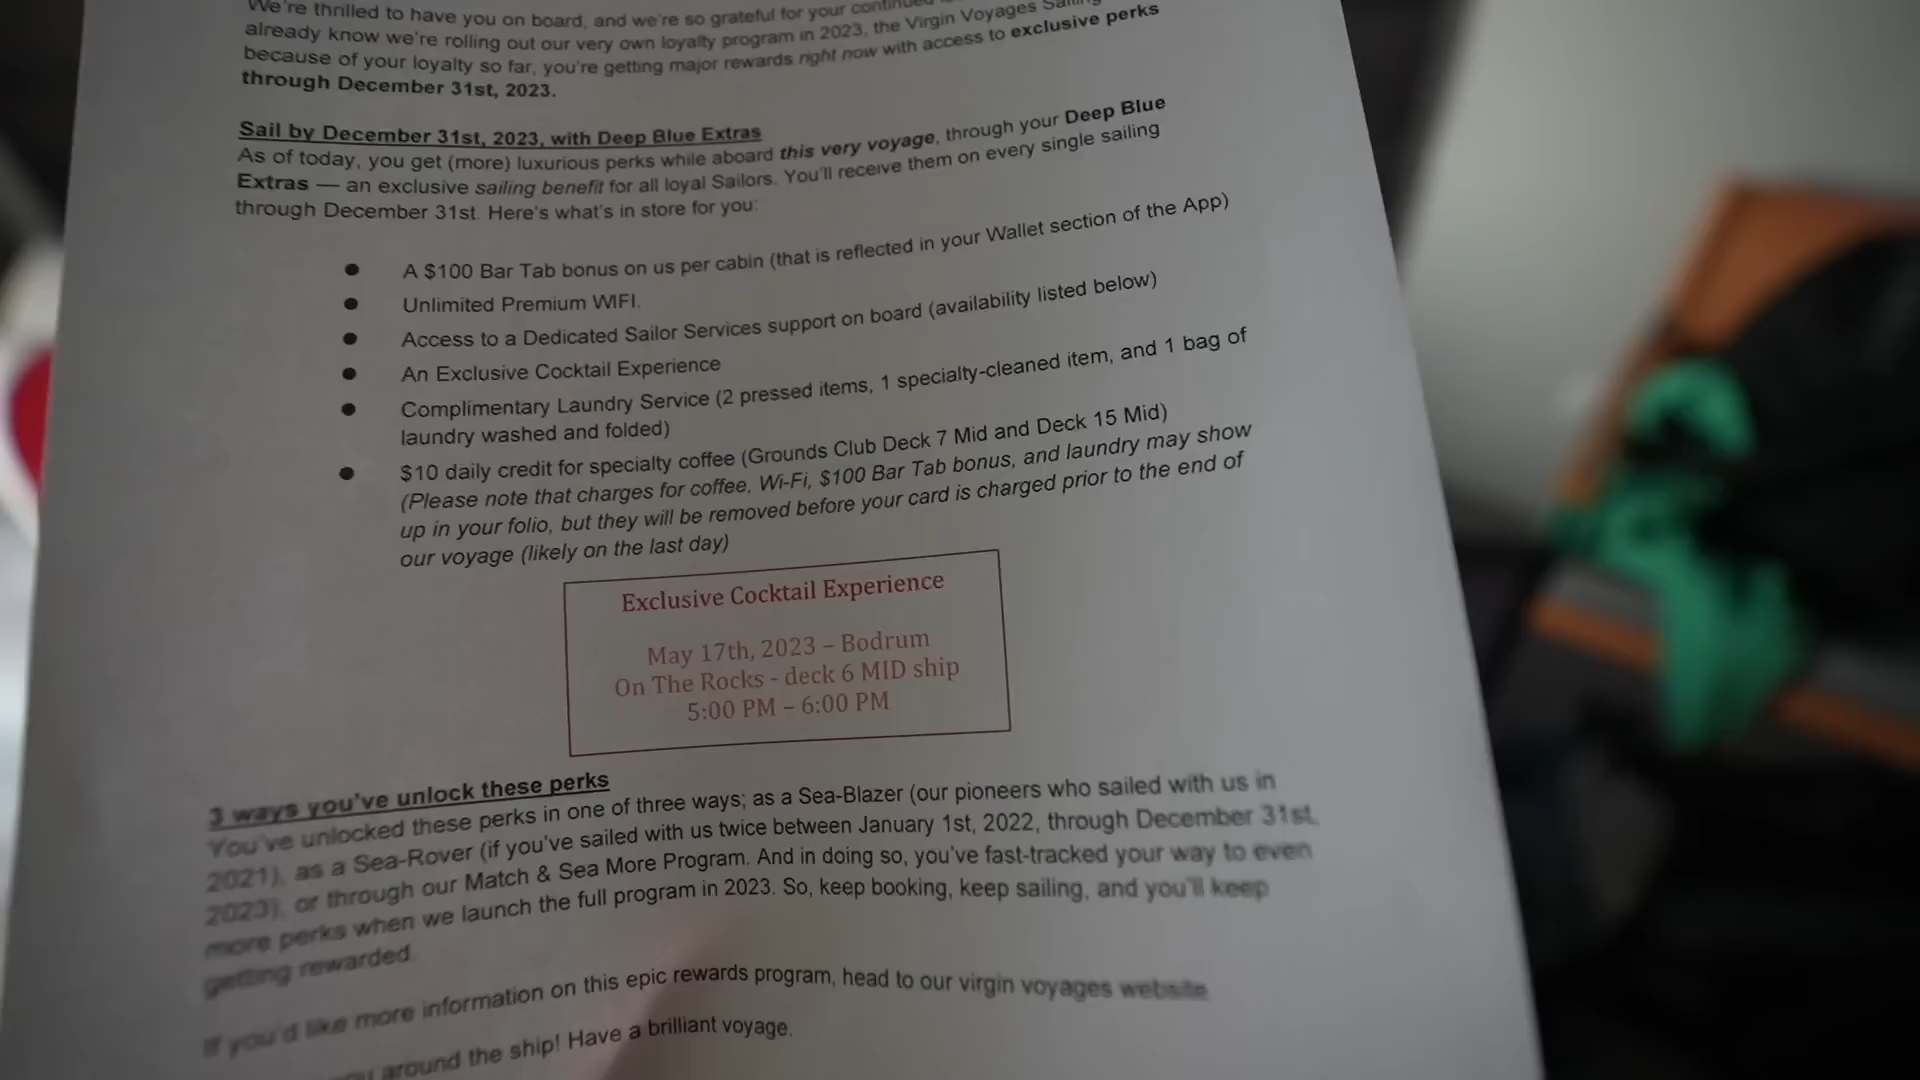 We're thrilled to have you on board, and we're so grateful for your continued
already know we're rolling out our very own loyalty program in 2023, the Virgin Voyages
because of your loyalty so far, you're getting major rewards right now with access to exclusive perks
through December 31st, 2023.
Sail by December 31st, 2023, with Deep Blue Extras
As of today, you get (more) luxurious perks while aboard this very voyage, through your Deep Blue
Extras — an exclusive sailing benefit for all loyal Sailors. You'll receive them on every single sailing
through December 31st. Here's what's in store for you:
● A $100 Bar Tab bonus on us per cabin (that is reflected in your Wallet section of the App)
● Unlimited Premium WIFI.
● Access to a Dedicated Sailor Services support on board (availability listed below)
● An Exclusive Cocktail Experience
● Complimentary Laundry Service (2 pressed items, 1 specialty-cleaned item, and 1 bag of
laundry washed and folded)
● $10 daily credit for specialty coffee (Grounds Club Deck 7 Mid and Deck 15 Mid)
(Please note that charges for coffee, Wi-Fi, $100 Bar Tab bonus, and laundry may show
up in your folio, but they will be removed before your card is charged prior to the end of
our voyage (likely on the last day)
Exclusive Cocktail Experience
May 17th, 2023 – Bodrum
On The Rocks - deck 6 MID ship
5:00 PM – 6:00 PM
3 ways you've unlock these perks
You've unlocked these perks in one of three ways; as a Sea-Blazer (our pioneers who sailed with us in
2021), as a Sea-Rover (if you've sailed with us twice between January 1st, 2022, through December 31st,
2023), or through our Match & Sea More Program. And in doing so, you've fast-tracked your way to even
more perks when we launch the full program in 2023. So, keep booking, keep sailing, and you'll keep
getting rewarded.
If you'd like more information on this epic rewards program, head to our virgin voyages website.
you around the ship! Have a brilliant voyage,